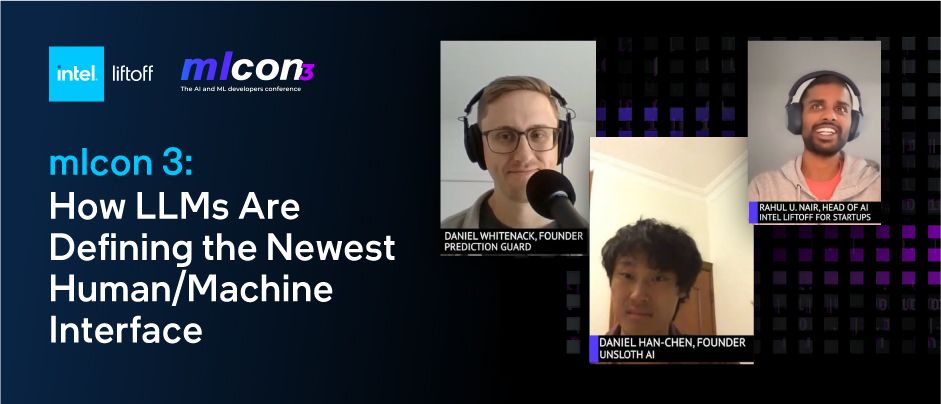 intel. liftoff
mlcon3
The AI and ML developers conference
mlcon 3:
How LLMs Are
Defining the Newest
Human/Machine
Interface
DANIEL WHITENACK, FOUNDER
PREDICTION GUARD
DANIEL HAN-CHEN, FOUNDER
UNSLOTH AI
RAHUL U. NAIR, HEAD OF AI
INTEL LIFTOFF FOR STARTUPS